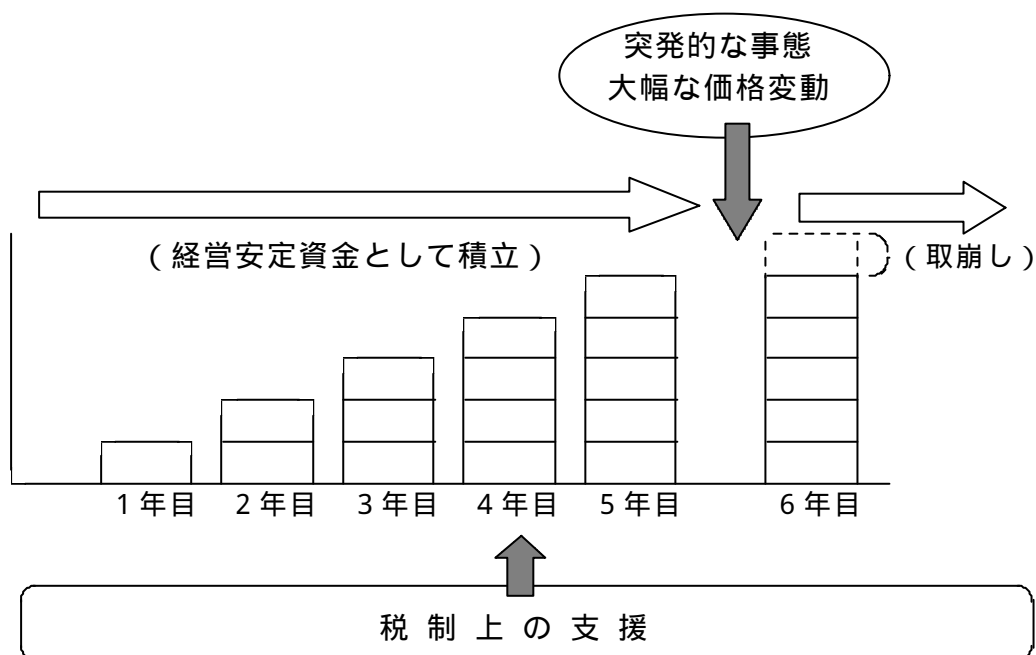 突発的な事態
大幅な価格変動
（経営安定資金として積立）
（取崩し）
1年目 2年目 3年目 4年目 5年目 6年目
税制上の支援